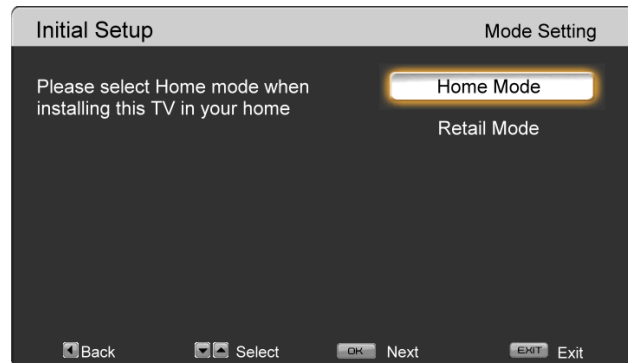 Initial Setup Mode Setting
Please select Home mode when
installing this TV in your home
Home Mode
Retail Mode
Back Select OK Next EXIT Exit